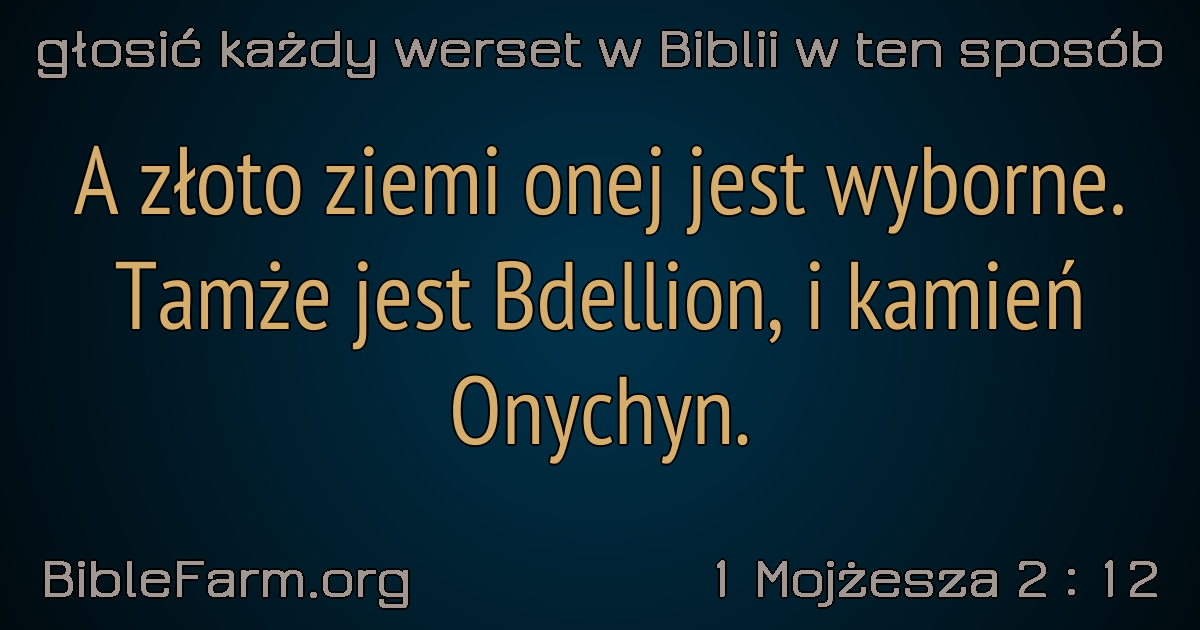 głosić każdy werset w Biblii w ten sposób
A złoto ziemi onej jest wyborne.
Tamże jest Bdellion, i kamień
Onychyn.
BibleFarm.org
1 Mojżesza 2 : 12